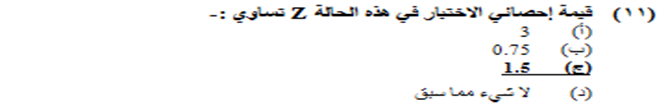 (١١) قيمة إحصائي الاختبار في هذه الحالة Z تساوي :-
(أ) 3
(ب) 0.75
(ج) 1.5
(د) لا شيء مما سبق